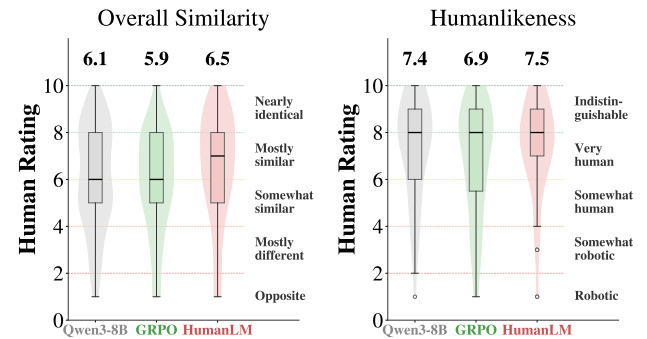 Overall Similarity
6.1 5.9 6.5
Human Rating
10
8
6
4
2
0
Nearly
identical
Mostly
similar
Somewhat
similar
Mostly
different
Opposite
Qwen3-8B GRPO HumanLM
Humanlikeness
7.4 6.9 7.5
Human Rating
10
8
6
4
2
0
Indistin-
guishable
Very
human
Somewhat
human
Somewhat
robotic
Robotic
Qwen3-8B GRPO HumanLM